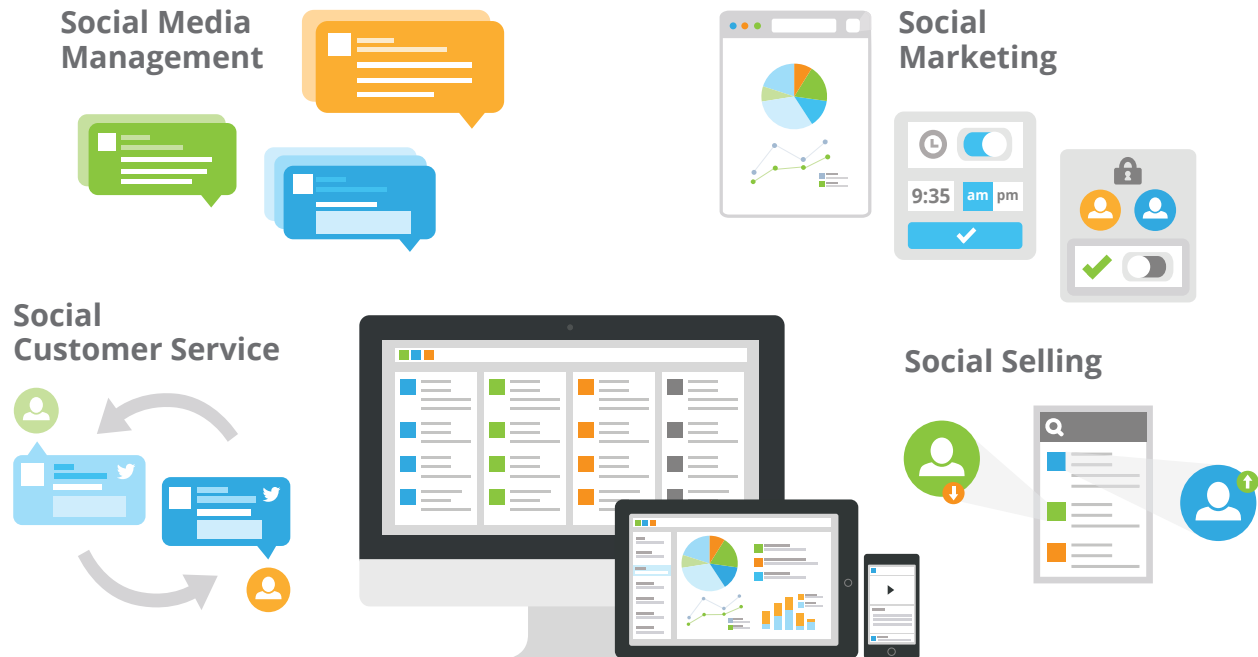 Social Media
Management
Social
Marketing
9:35 am pm
Social
Customer Service
Social Selling